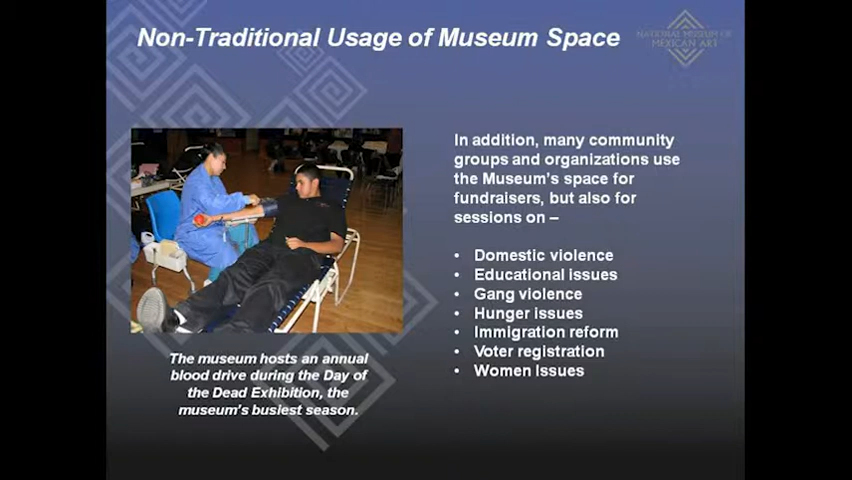 Non-Traditional Usage of Museum Space
NATIONAL MUSEUM OF
MEXICAN ART
In addition, many community
groups and organizations use
the Museum's space for
fundraisers, but also for
sessions on –
• Domestic violence
• Educational issues
• Gang violence
• Hunger issues
• Immigration reform
• Voter registration
• Women Issues
The museum hosts an annual
blood drive during the Day of
the Dead Exhibition, the
museum's busiest season.